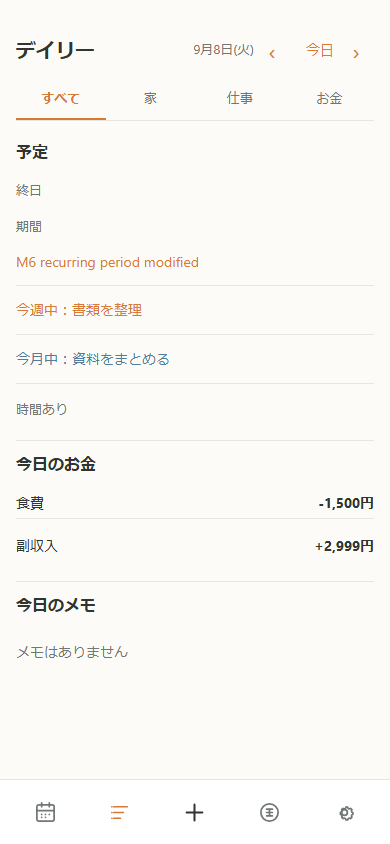 デイリー 9月8日(火) ‹ 今日 ›
すべて 家 仕事 お金
予定
終日
期間
M6 recurring period modified
今週中：書類を整理
今月中：資料をまとめる
時間あり
今日のお金
食費 -1,500円
副収入 +2,999円
今日のメモ
メモはありません